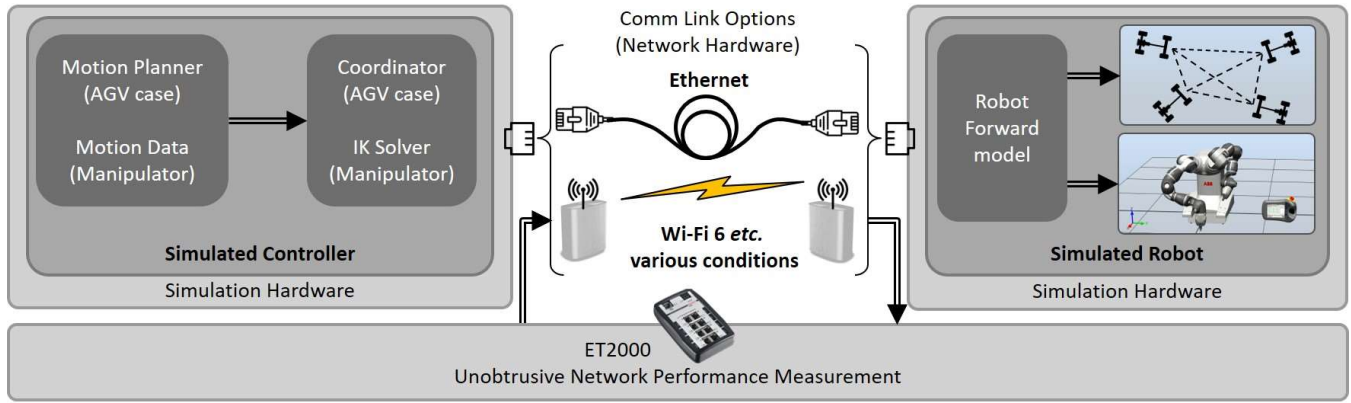 Motion Planner
(AGV case)
Motion Data
(Manipulator)
Coordinator
(AGV case)
IK Solver
(Manipulator)
Simulated Controller
Simulation Hardware
Comm Link Options
(Network Hardware)
Ethernet
Wi-Fi 6 etc.
various conditions
Robot
Forward
model
ABB
Simulated Robot
Simulation Hardware
ET2000
Unobtrusive Network Performance Measurement